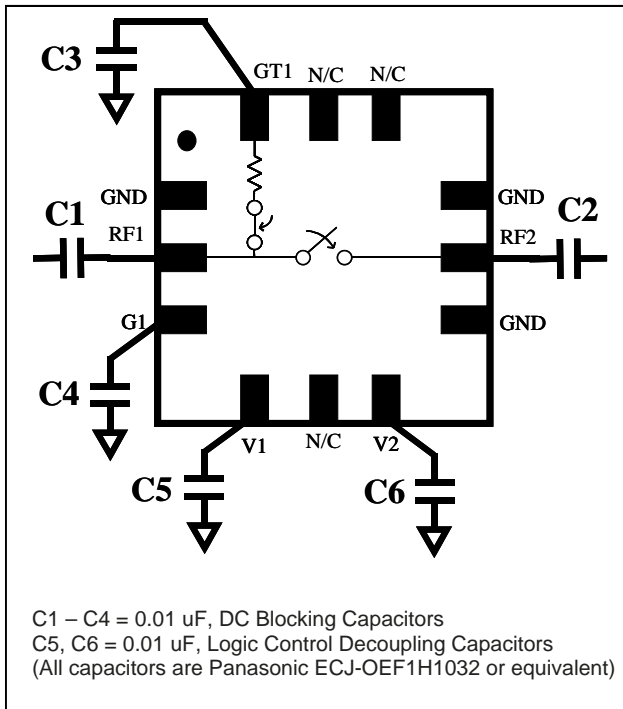 C3
GT1
N/C
N/C
GND
GND
C1
C2
RF1
RF2
G1
GND
C4
V1
N/C
V2
C5
C6
C1 – C4 = 0.01 uF, DC Blocking Capacitors
C5, C6 = 0.01 uF, Logic Control Decoupling Capacitors
(All capacitors are Panasonic ECJ-OEF1H1032 or equivalent)